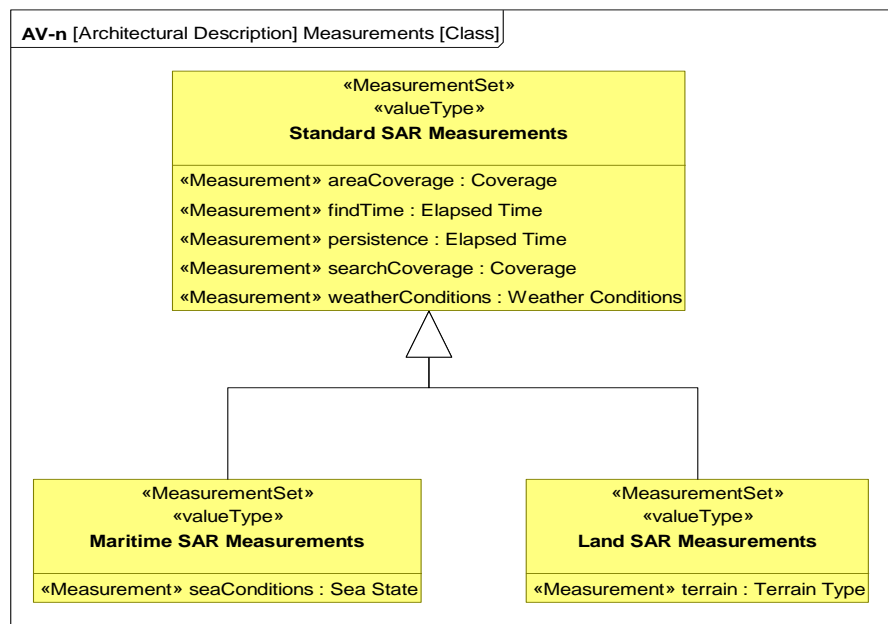 AV-n [Architectural Description] Measurements [Class]
«MeasurementSet»
«valueType»
Standard SAR Measurements
«Measurement» areaCoverage : Coverage
«Measurement» findTime : Elapsed Time
«Measurement» persistence : Elapsed Time
«Measurement» searchCoverage : Coverage
«Measurement» weatherConditions : Weather Conditions
«MeasurementSet»
«valueType»
Maritime SAR Measurements
«Measurement» seaConditions : Sea State
«MeasurementSet»
«valueType»
Land SAR Measurements
«Measurement» terrain : Terrain Type